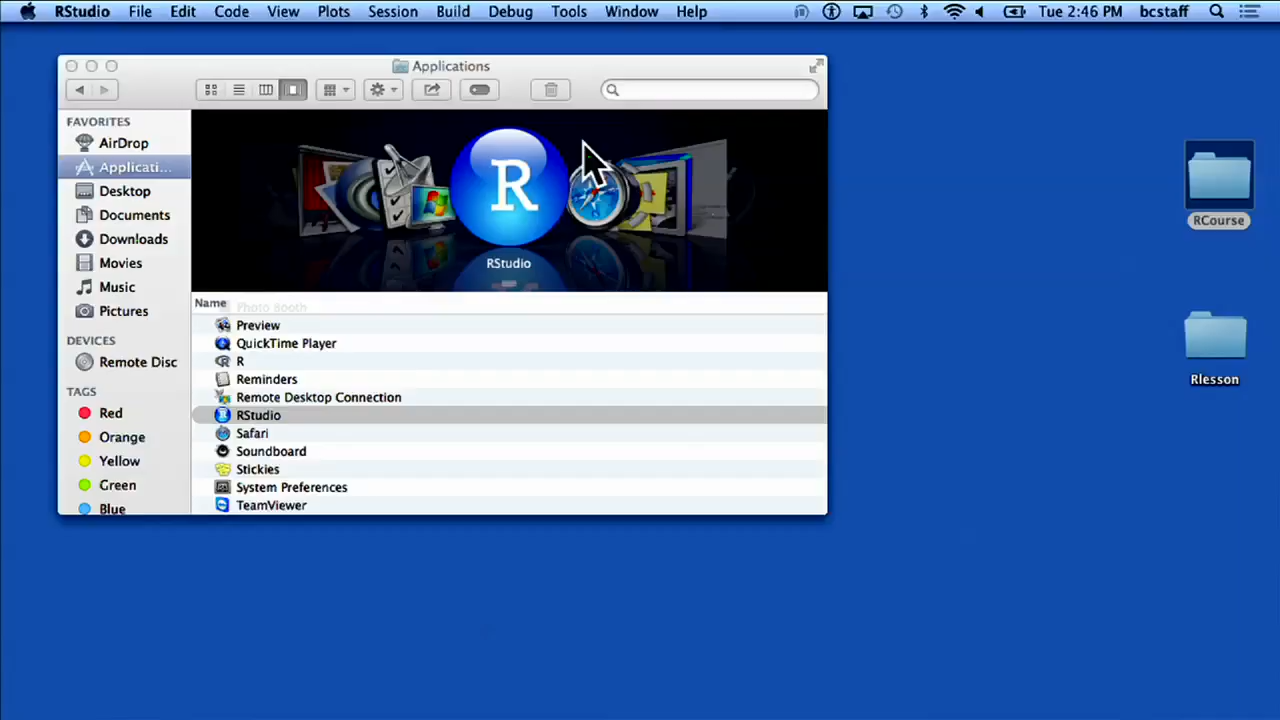 RStudio File Edit Code View Plots Session Build Debug Tools Window Help Tue 2:46 PM bcstaff
Applications
FAVORITES
AirDrop
Applicati...
Desktop
Documents
Downloads
Movies
Music
Pictures
DEVICES
Remote Disc
TAGS
Red
Orange
Yellow
Green
Blue
R
RStudio
Name
Photo Booth
Preview
QuickTime Player
R
Reminders
Remote Desktop Connection
RStudio
Safari
Soundboard
Stickies
System Preferences
TeamViewer
RCourse
Rlesson